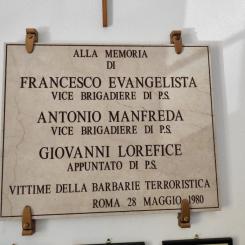 ALLA MEMORIA
DI
FRANCESCO EVANGELISTA
VICE BRIGADIERE DI P.S.
ANTONIO MANFREDA
VICE BRIGADIERE DI P.S.
GIOVANNI LOREFICE
APPUNTATO DI P.S.
VITTIME DELLA BARBARIE TERRORISTICA
ROMA 28 MAGGIO 1980